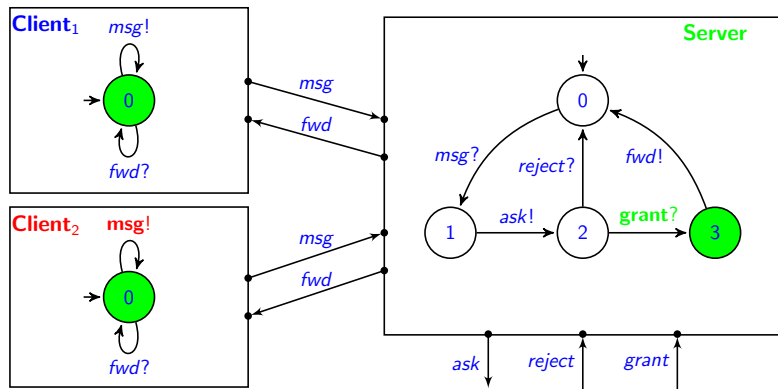 Client₁
msg!
0
fwd?
msg
fwd
Client₂
msg!
0
fwd?
msg
fwd
Server
0
msg?
reject?
fwd!
1
ask!
2
grant?
3
ask
reject
grant